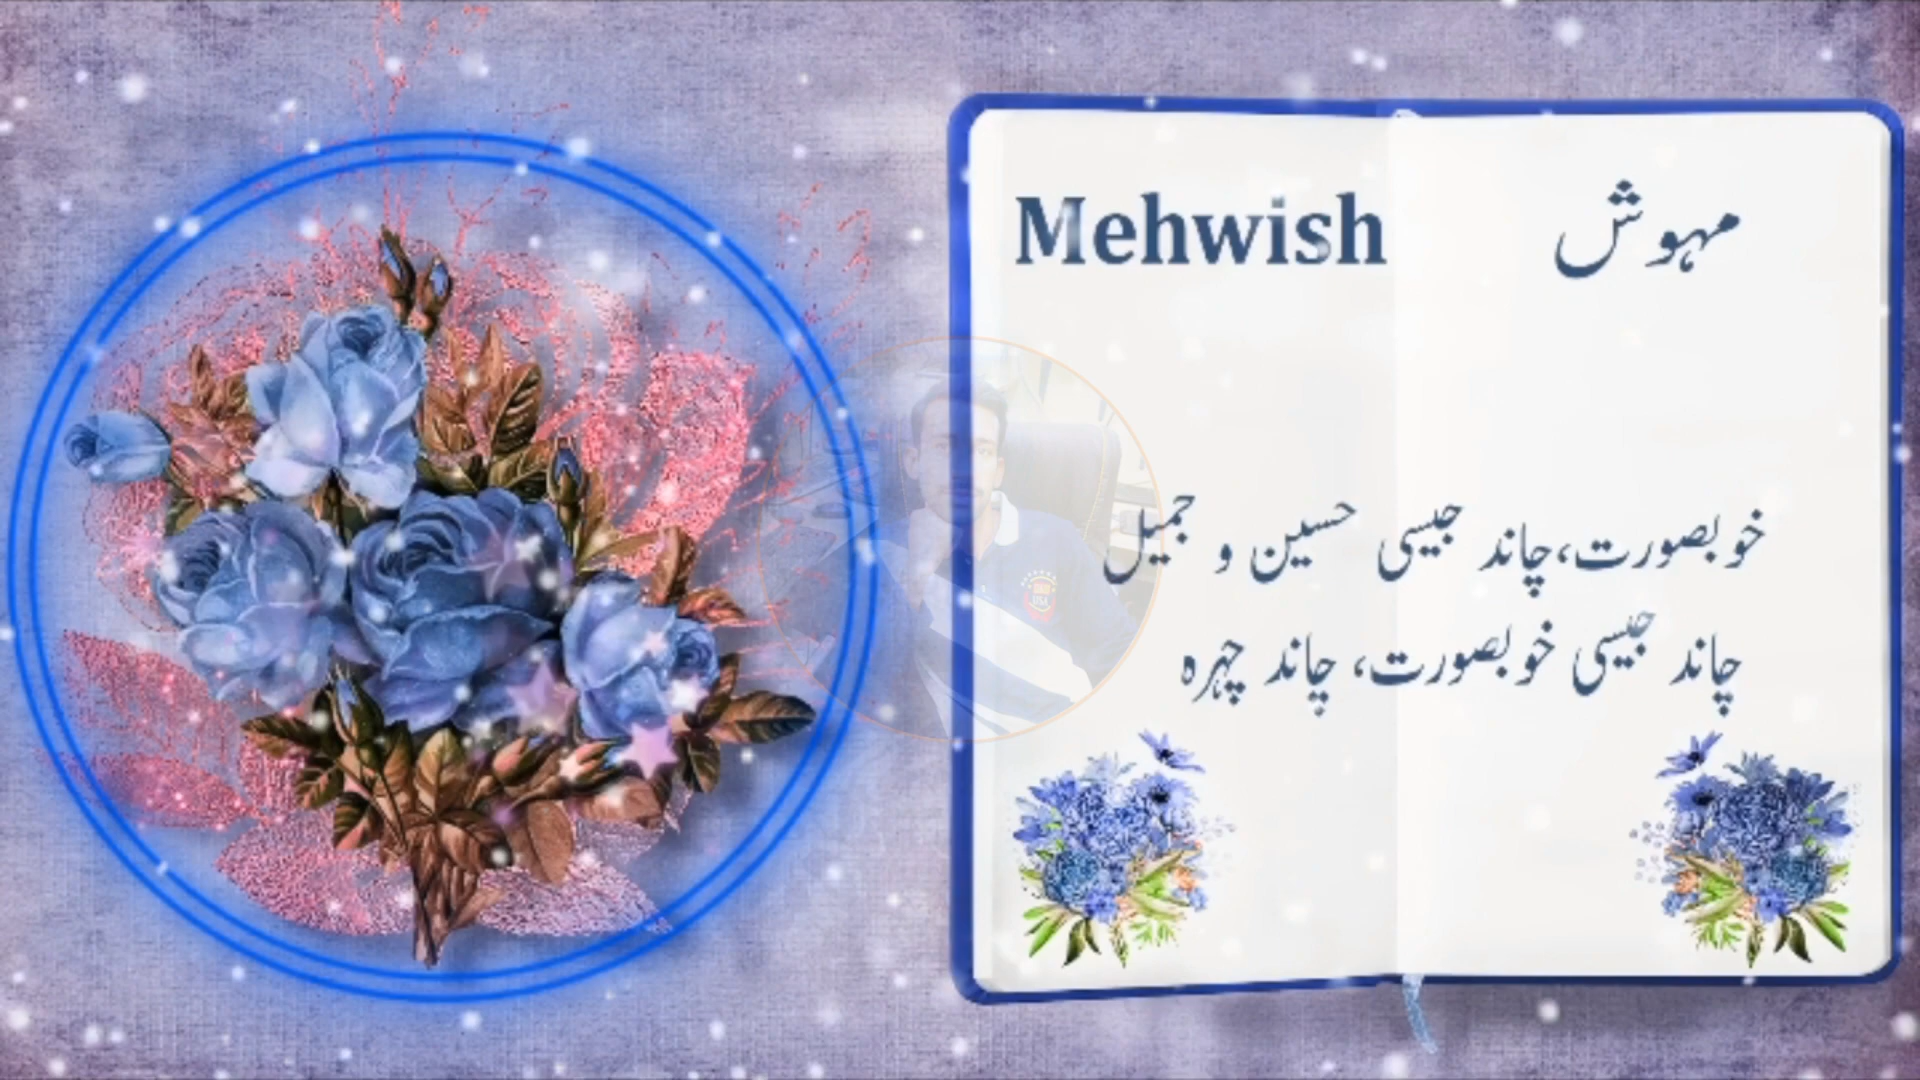 Mehwish
مہوش
خوبصورت،چاند جیسی حسین و جمیل
چاند جیسی خوبصورت، چاند چہرہ